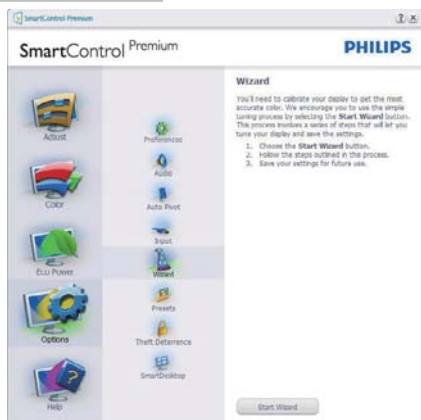 SmartControl Premium
? x
SmartControl Premium
PHILIPS
Adjust
Color
Eco Power
Options
Help
Preferences
Audio
Auto Pivot
Input
Wizard
Presets
Theft Deterrence
SmartDesktop
Wizard
You'll need to calibrate your display to get the most
accurate color. We encourage you to use the simple
tuning process by selecting the Start Wizard button.
This process involves a series of steps that will let you
tune your display and save the settings.
1. Choose the Start Wizard button.
2. Follow the steps outlined in the process.
3. Save your settings for future use.
Start Wizard